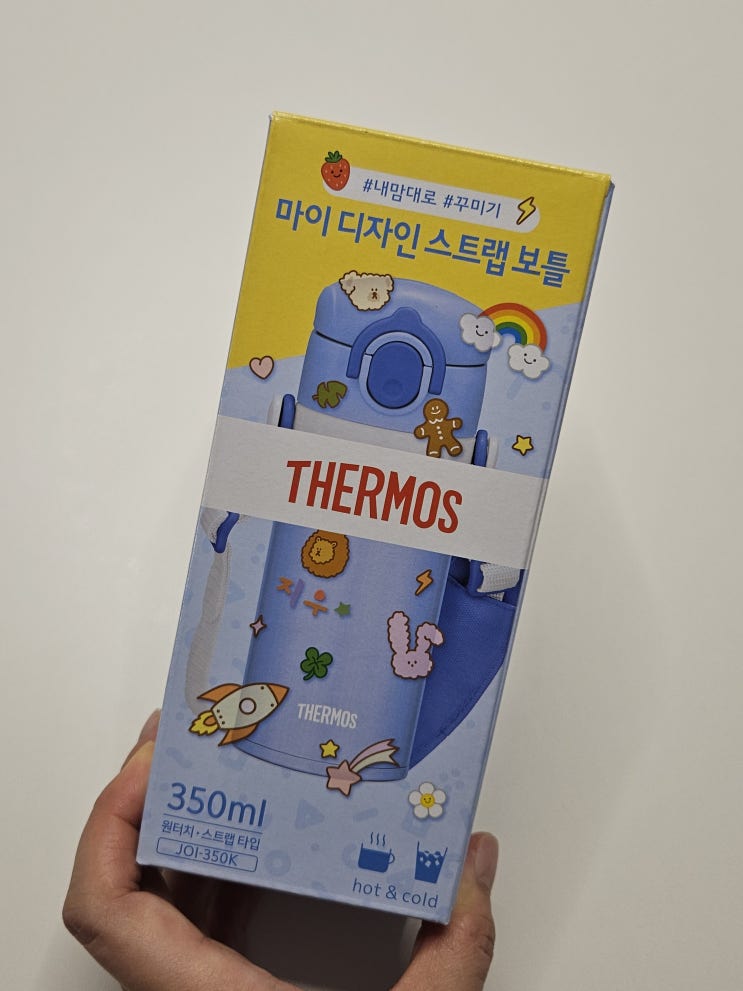 #내맘대로 #꾸미기
마이 디자인 스트랩 보틀
THERMOS
지우
THERMOS
350ml
원터치·스트랩 타입
JOI-350K
hot & cold